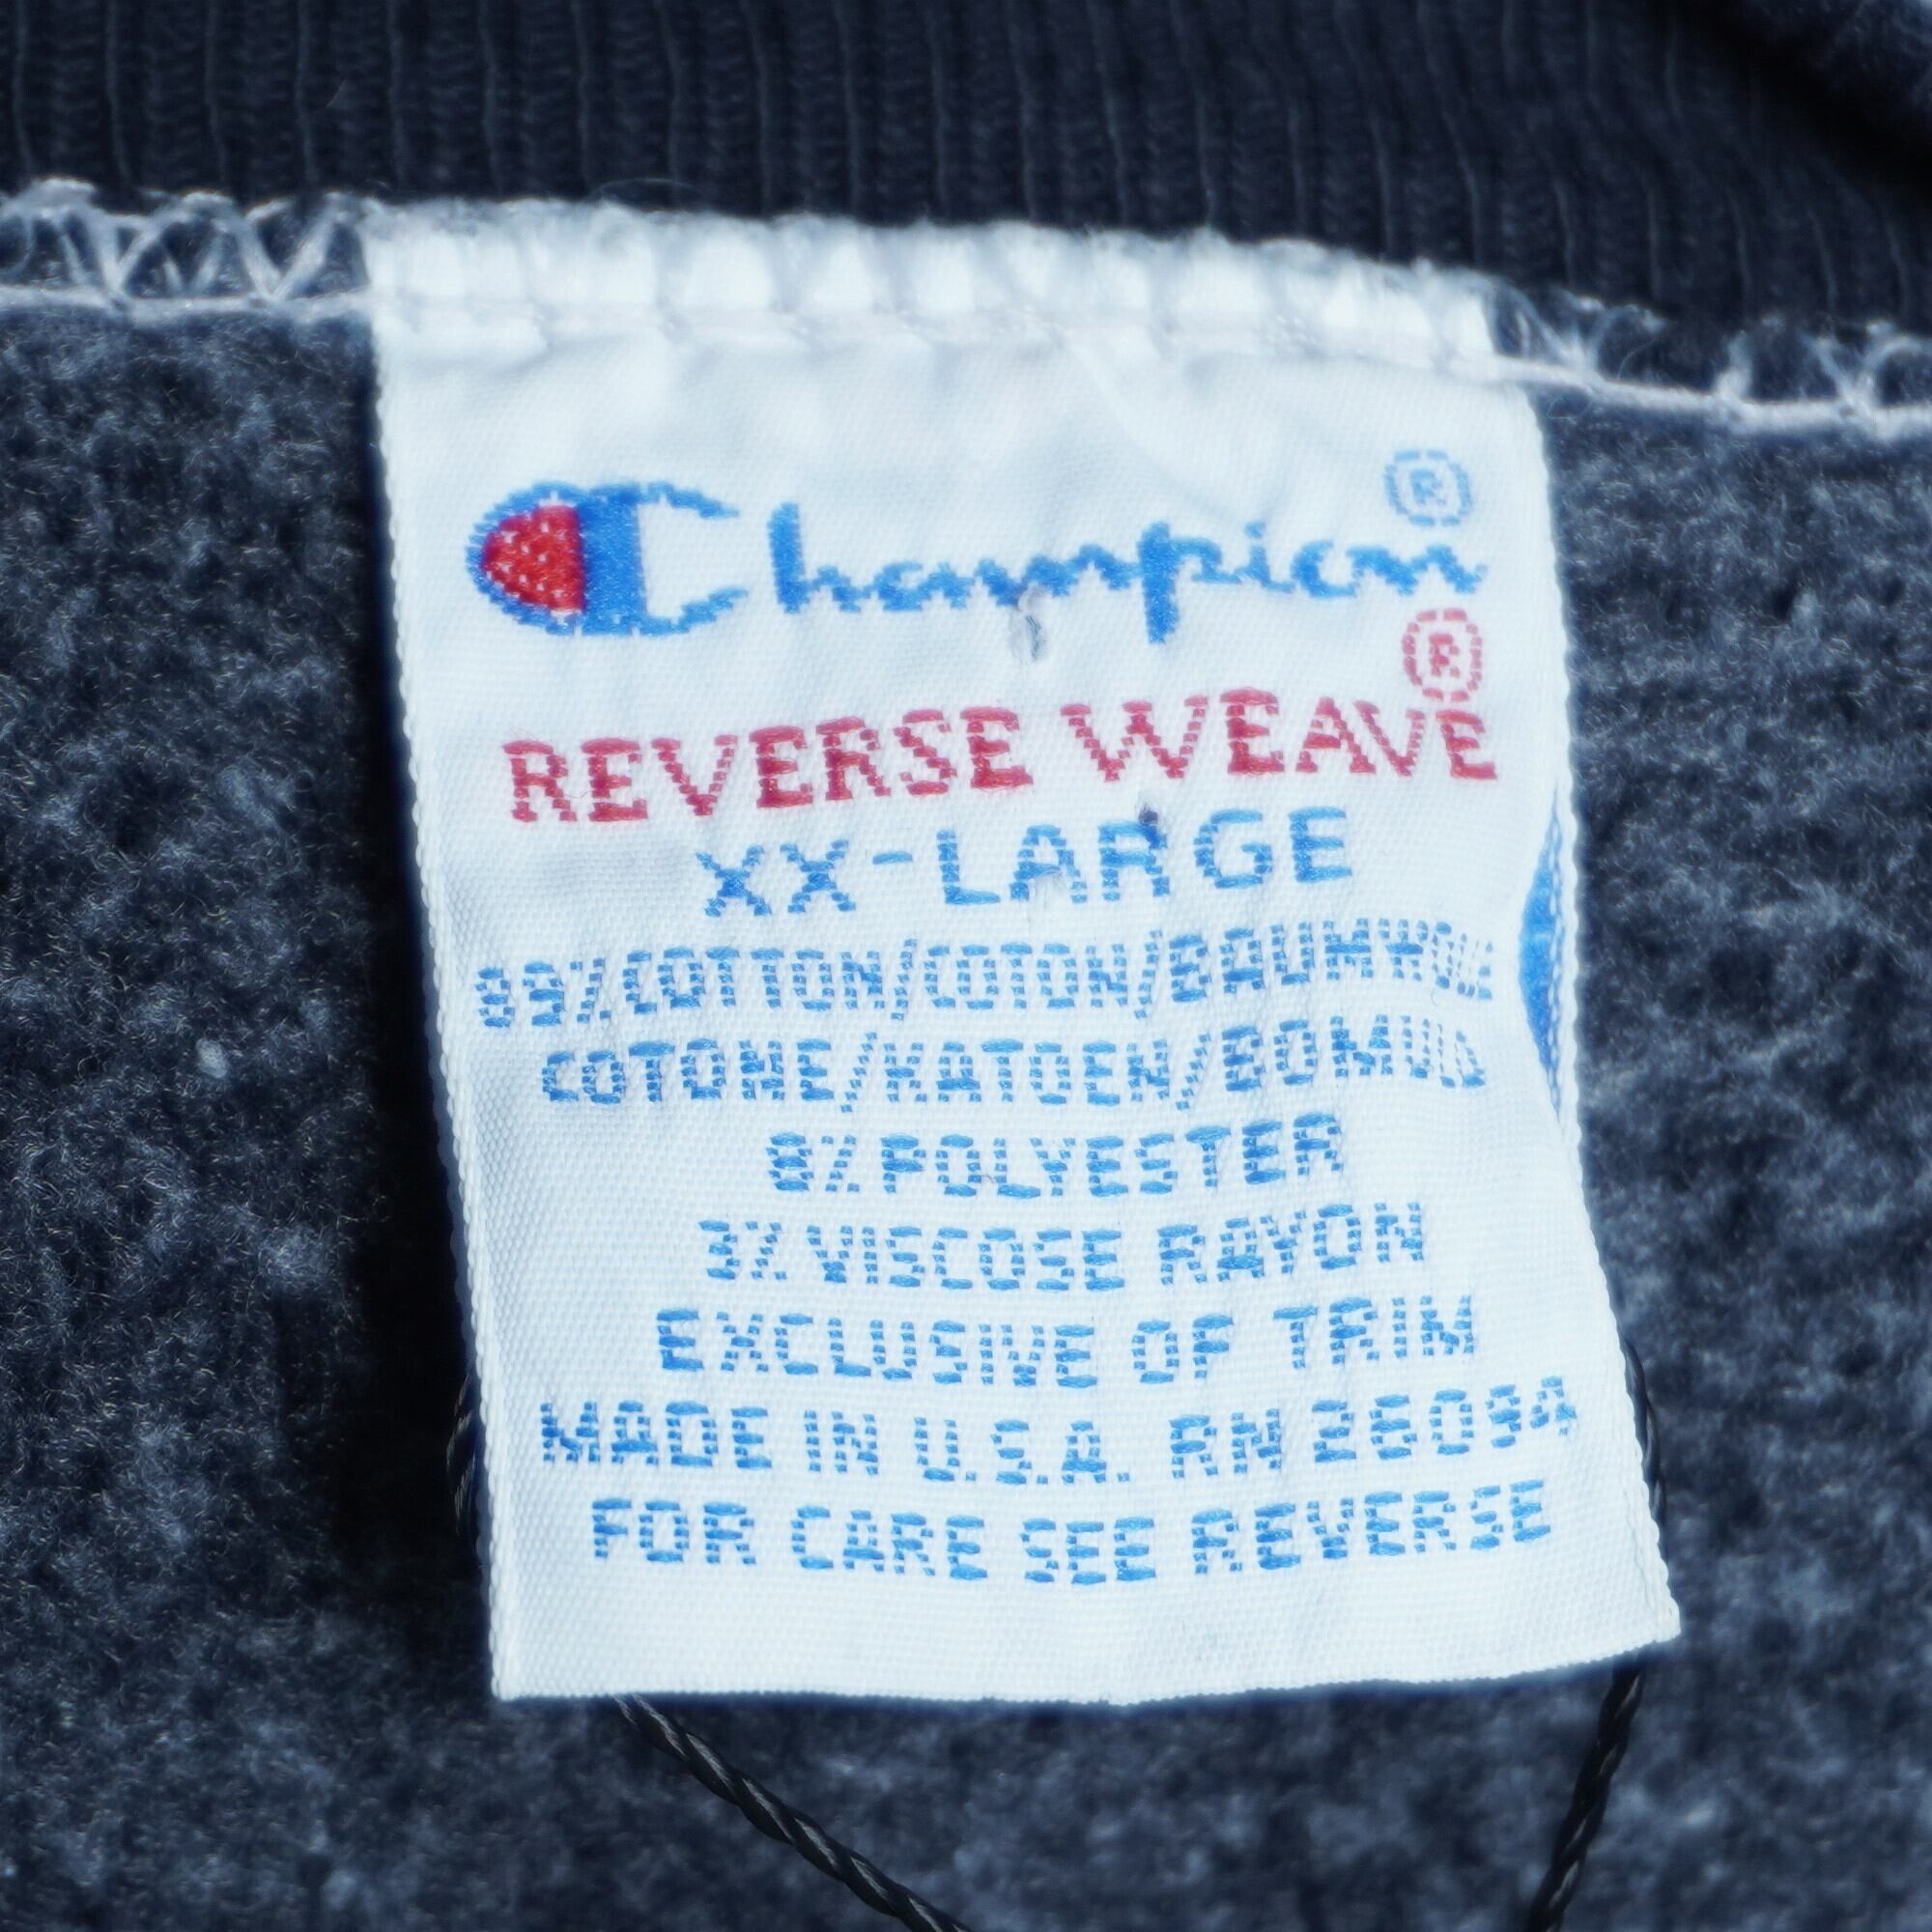 Champion®
REVERSE WEAVE®
XX-LARGE
89% COTTON/COTON/BAUMWOLLE
COTONE/KATOEN/BOMULD
8% POLYESTER
3% VISCOSE RAYON
EXCLUSIVE OF TRIM
MADE IN U.S.A. RN 26094
FOR CARE SEE REVERSE